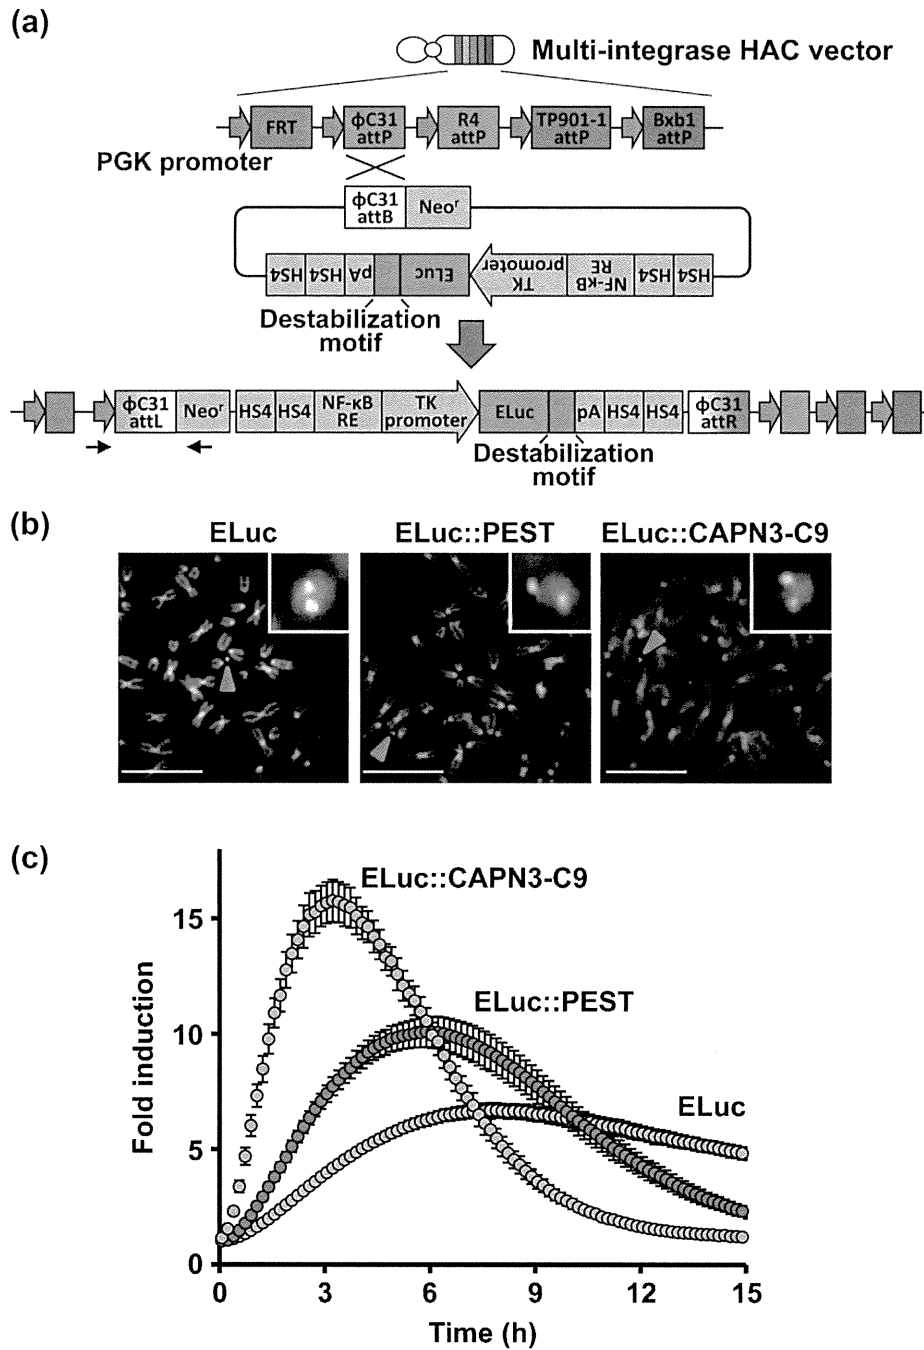 (a)
Multi-integrase HAC vector
FRT
ϕC31
attP
R4
attP
TP901-1
attP
Bxb1
attP
PGK promoter
ϕC31
attB
Neoʳ
HS4
HS4
pA
ELuc
TK
promoter
NF-κB
RE
HS4
HS4
Destabilization
motif
ϕC31
attL
Neoʳ
HS4
HS4
NF-κB
RE
TK
promoter
ELuc
pA
HS4
HS4
ϕC31
attR
Destabilization
motif
(b)
ELuc
ELuc::PEST
ELuc::CAPN3-C9
(c)
ELuc::CAPN3-C9
ELuc::PEST
ELuc
Fold induction
15
10
5
0
0
3
6
9
12
15
Time (h)